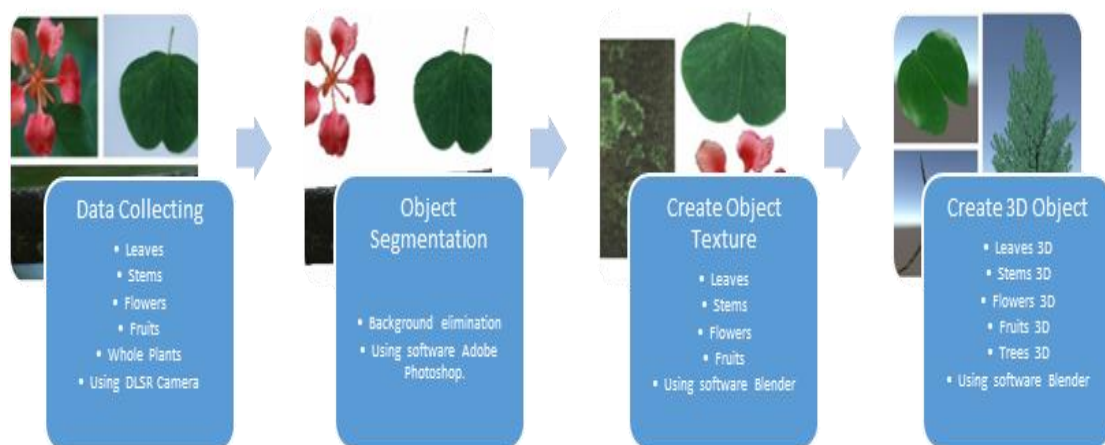 Data Collecting
• Leaves
• Stems
• Flowers
• Fruits
• Whole Plants
• Using DLSR Camera
Object
Segmentation
• Background elimination
• Using software Adobe
Photoshop.
Create Object
Texture
• Leaves
• Stems
• Flowers
• Fruits
• Using software Blender
Create 3D Object
• Leaves 3D
• Stems 3D
• Flowers 3D
• Fruits 3D
• Trees 3D
• Using software Blender